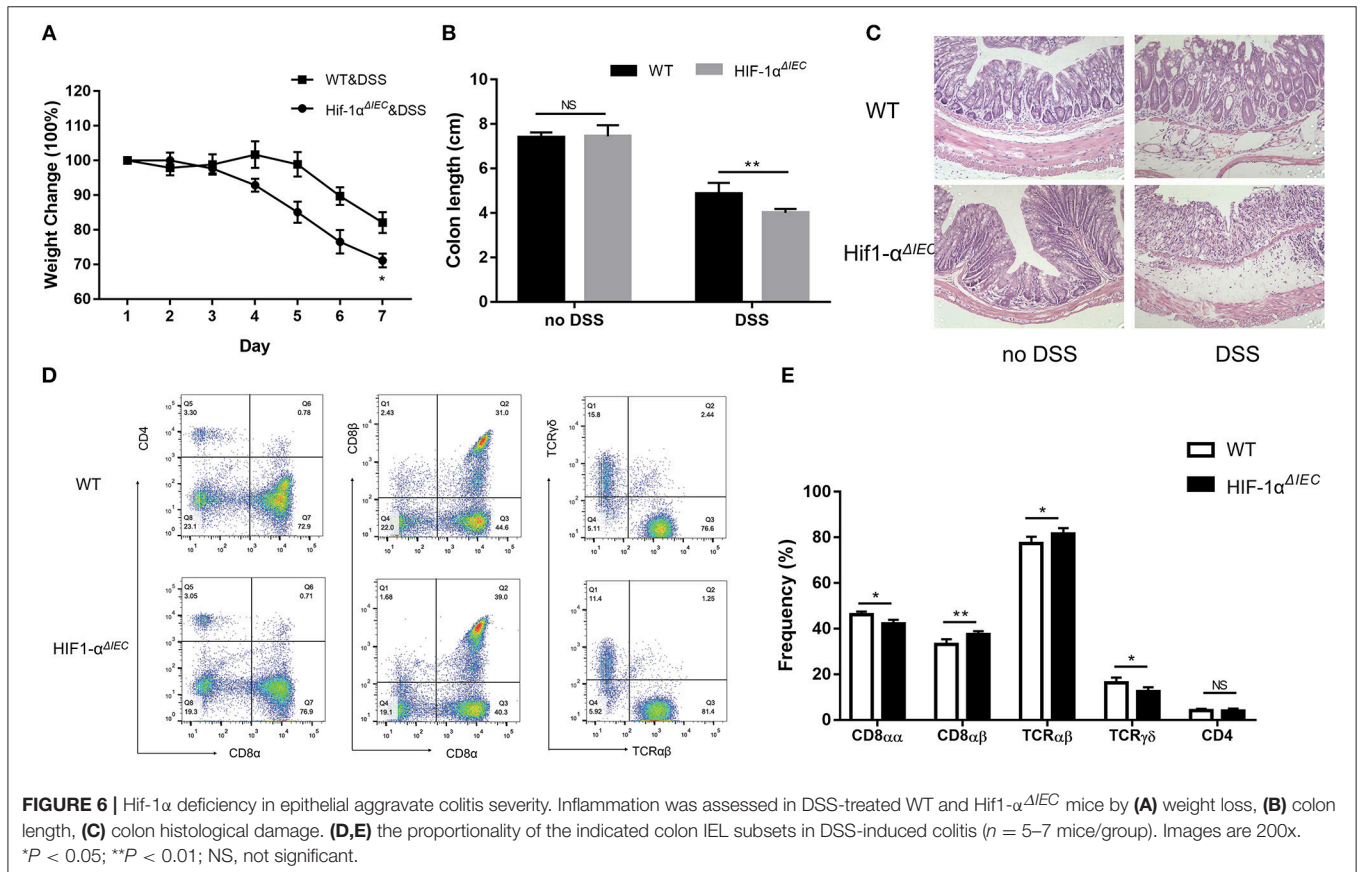 A
WT&DSS
Hif-1α^ΔIEC&DSS
Weight Change (100%)
120
110
100
90
80
70
60
*
1 2 3 4 5 6 7
Day
B
WT HIF-1α^ΔIEC
Colon length (cm)
10
8
6
4
2
0
NS
**
no DSS DSS
C
WT
Hif1-α^ΔIEC
no DSS DSS
D
WT
CD4
Q5 3.30
Q6 0.78
Q8 23.1
Q7 72.9
CD8β
Q1 2.43
Q2 31.0
Q4 22.0
Q3 44.6
TCRγδ
Q1 15.8
Q2 2.44
Q4 5.11
Q3 76.6
HIF1-α^ΔIEC
Q5 3.05
Q6 0.71
Q8 19.3
Q7 76.9
Q1 1.68
Q2 39.0
Q4 19.1
Q3 40.3
Q1 11.4
Q2 1.25
Q4 5.92
Q3 81.4
CD8α
CD8α
TCRαβ
E
WT
HIF-1α^ΔIEC
Frequency (%)
100
80
60
40
20
0
* ** * * NS
CD8αα CD8αβ TCRαβ TCRγδ CD4
FIGURE 6 | Hif-1α deficiency in epithelial aggravate colitis severity. Inflammation was assessed in DSS-treated WT and Hif1-α^ΔIEC mice by (A) weight loss, (B) colon
length, (C) colon histological damage. (D,E) the proportionality of the indicated colon IEL subsets in DSS-induced colitis (n = 5–7 mice/group). Images are 200x.
*P < 0.05; **P < 0.01; NS, not significant.